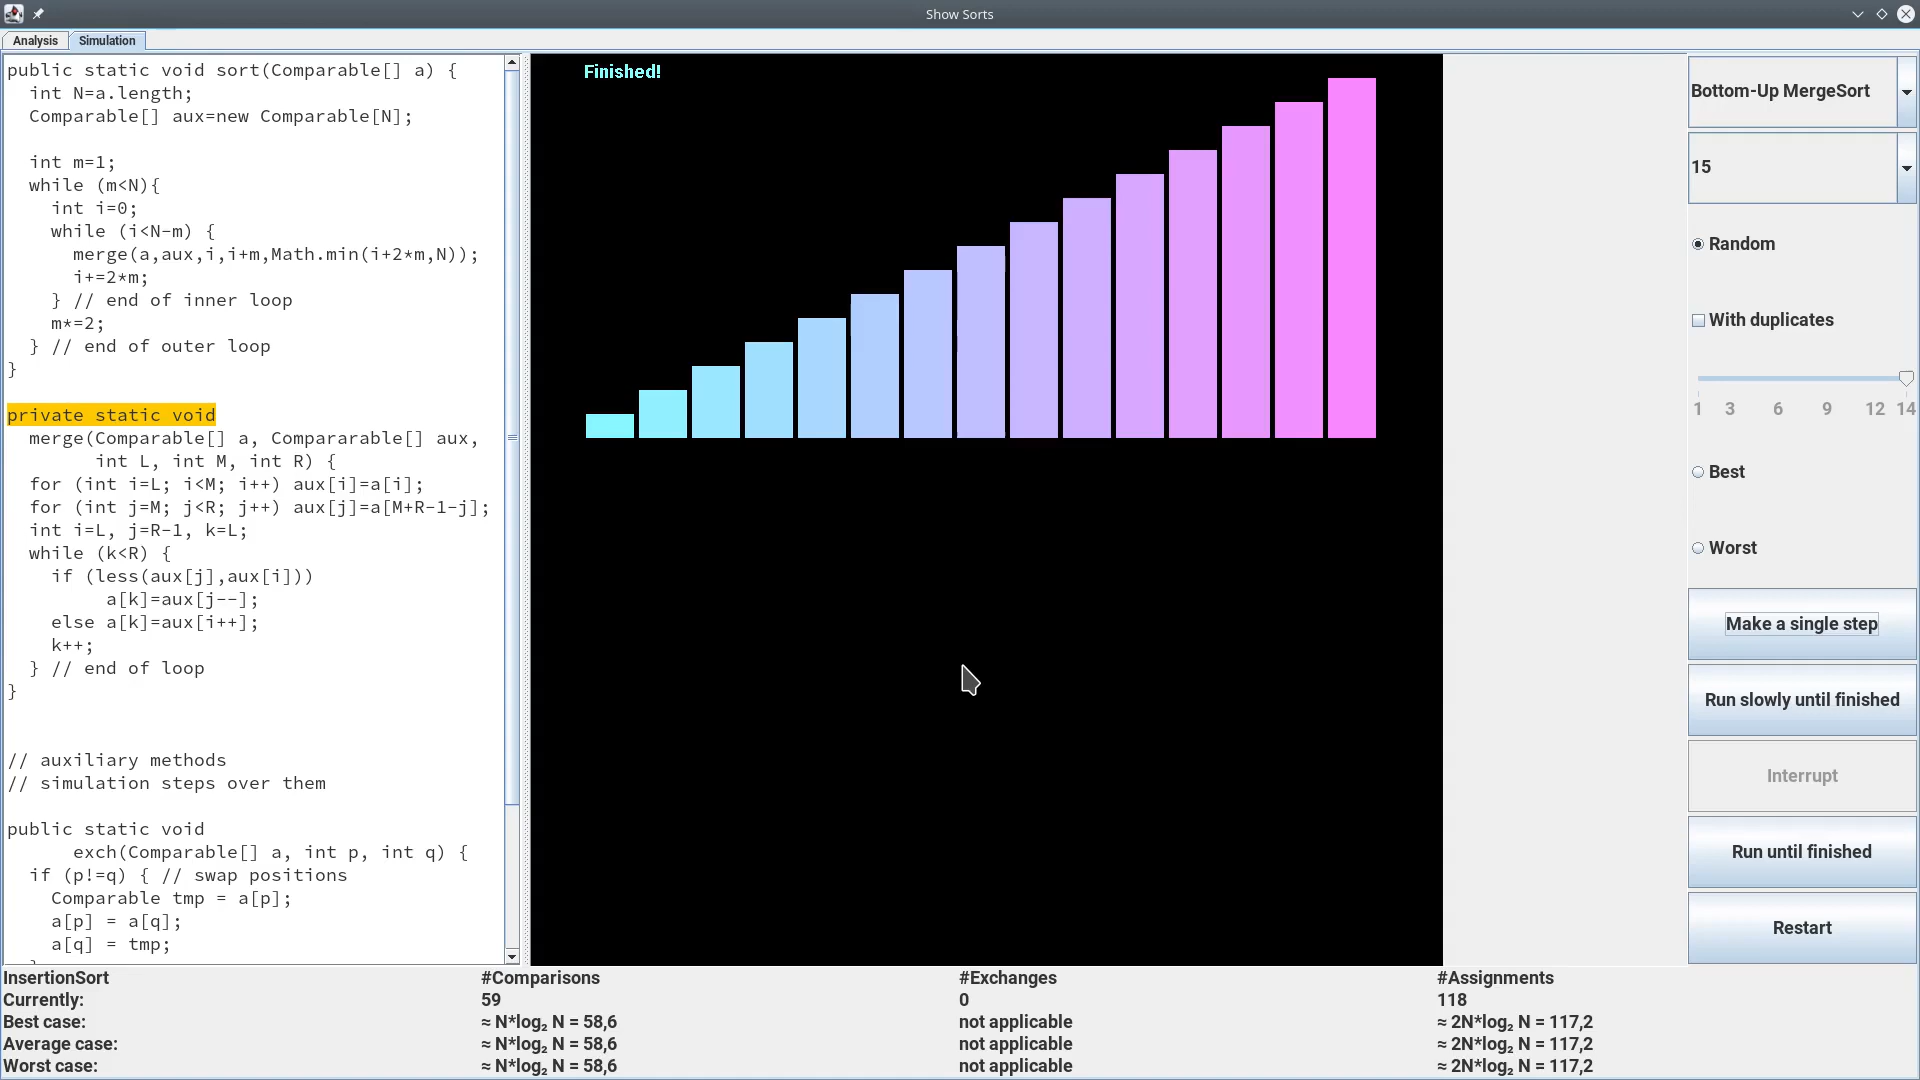 Show Sorts
Analysis
Simulation
public static void sort(Comparable[] a) {
  int N=a.length;
  Comparable[] aux=new Comparable[N];
  int m=1;
  while (m<N){
    int i=0;
    while (i<N-m) {
      merge(a,aux,i,i+m,Math.min(i+2*m,N));
      i+=2*m;
    } // end of inner loop
    m*=2;
  } // end of outer loop
}
private static void
  merge(Comparable[] a, Compararable[] aux,
        int L, int M, int R) {
  for (int i=L; i<M; i++) aux[i]=a[i];
  for (int j=M; j<R; j++) aux[j]=a[M+R-1-j];
  int i=L, j=R-1, k=L;
  while (k<R) {
    if (less(aux[j],aux[i]))
         a[k]=aux[j--];
    else a[k]=aux[i++];
    k++;
  } // end of loop
}
// auxiliary methods
// simulation steps over them
public static void
      exch(Comparable[] a, int p, int q) {
  if (p!=q) { // swap positions
    Comparable tmp = a[p];
    a[p] = a[q];
    a[q] = tmp;
Finished!
Bottom-Up MergeSort
15
Random
With duplicates
1 3 6 9 12 14
Best
Worst
Make a single step
Run slowly until finished
Interrupt
Run until finished
Restart
InsertionSort #Comparisons #Exchanges #Assignments
Currently: 59 0 118
Best case: ≈ N*log₂ N = 58,6 not applicable ≈ 2N*log₂ N = 117,2
Average case: ≈ N*log₂ N = 58,6 not applicable ≈ 2N*log₂ N = 117,2
Worst case: ≈ N*log₂ N = 58,6 not applicable ≈ 2N*log₂ N = 117,2